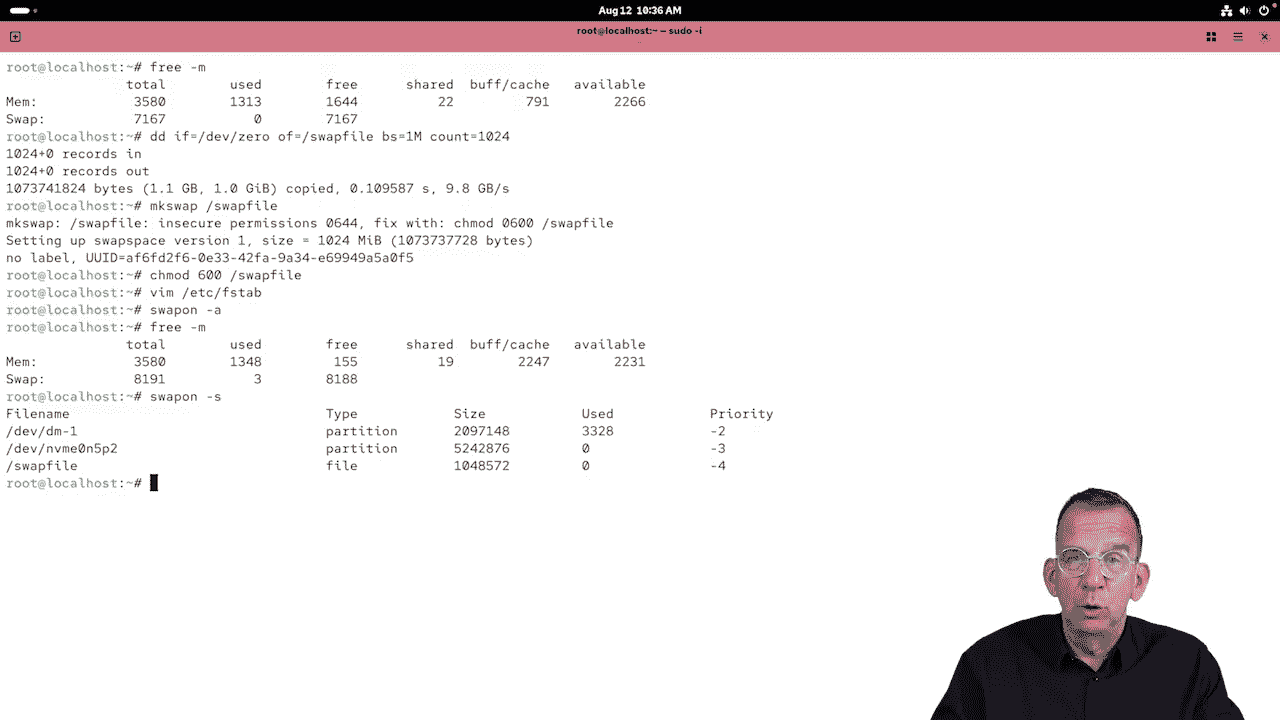 Aug 12 10:36 AM
root@localhost:~ — sudo -i
root@localhost:~# free -m
total used free shared buff/cache available
Mem: 3580 1313 1644 22 791 2266
Swap: 7167 0 7167
root@localhost:~# dd if=/dev/zero of=/swapfile bs=1M count=1024
1024+0 records in
1024+0 records out
1073741824 bytes (1.1 GB, 1.0 GiB) copied, 0.109587 s, 9.8 GB/s
root@localhost:~# mkswap /swapfile
mkswap: /swapfile: insecure permissions 0644, fix with: chmod 0600 /swapfile
Setting up swapspace version 1, size = 1024 MiB (1073737728 bytes)
no label, UUID=af6fd2f6-0e33-42fa-9a34-e69949a5a0f5
root@localhost:~# chmod 600 /swapfile
root@localhost:~# vim /etc/fstab
root@localhost:~# swapon -a
root@localhost:~# free -m
total used free shared buff/cache available
Mem: 3580 1348 155 19 2247 2231
Swap: 8191 3 8188
root@localhost:~# swapon -s
Filename Type Size Used Priority
/dev/dm-1 partition 2097148 3328 -2
/dev/nvme0n5p2 partition 5242876 0 -3
/swapfile file 1048572 0 -4
root@localhost:~#